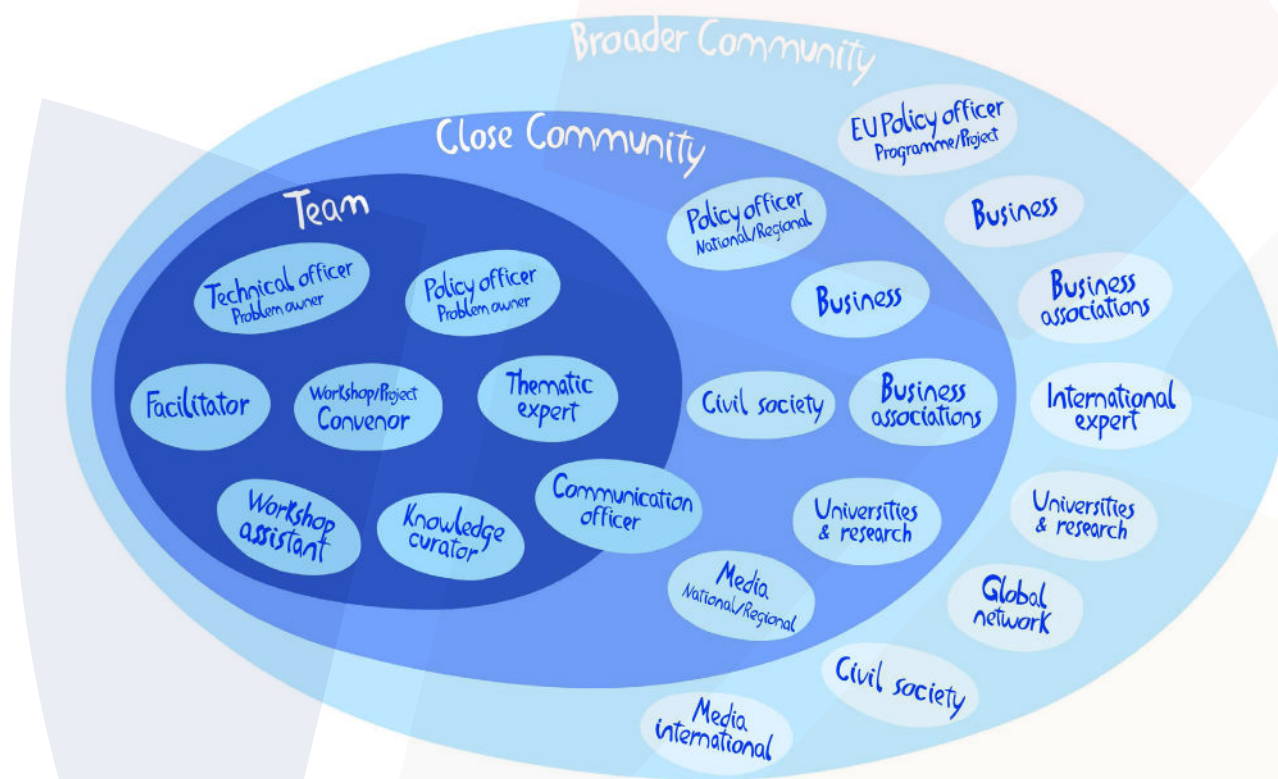 Broader Community
Close Community
Team
Technical officer
Problem owner
Policy officer
Problem owner
Facilitator
Workshop/Project
Convenor
Thematic
expert
Workshop
assistant
Knowledge
curator
Communication
officer
Policy officer
National/Regional
Business
Civil society
Business
associations
Universities
& research
Media
National/Regional
EU Policy officer
Programme/Project
Business
Business
associations
International
expert
Universities
& research
Global
network
Civil society
Media
international